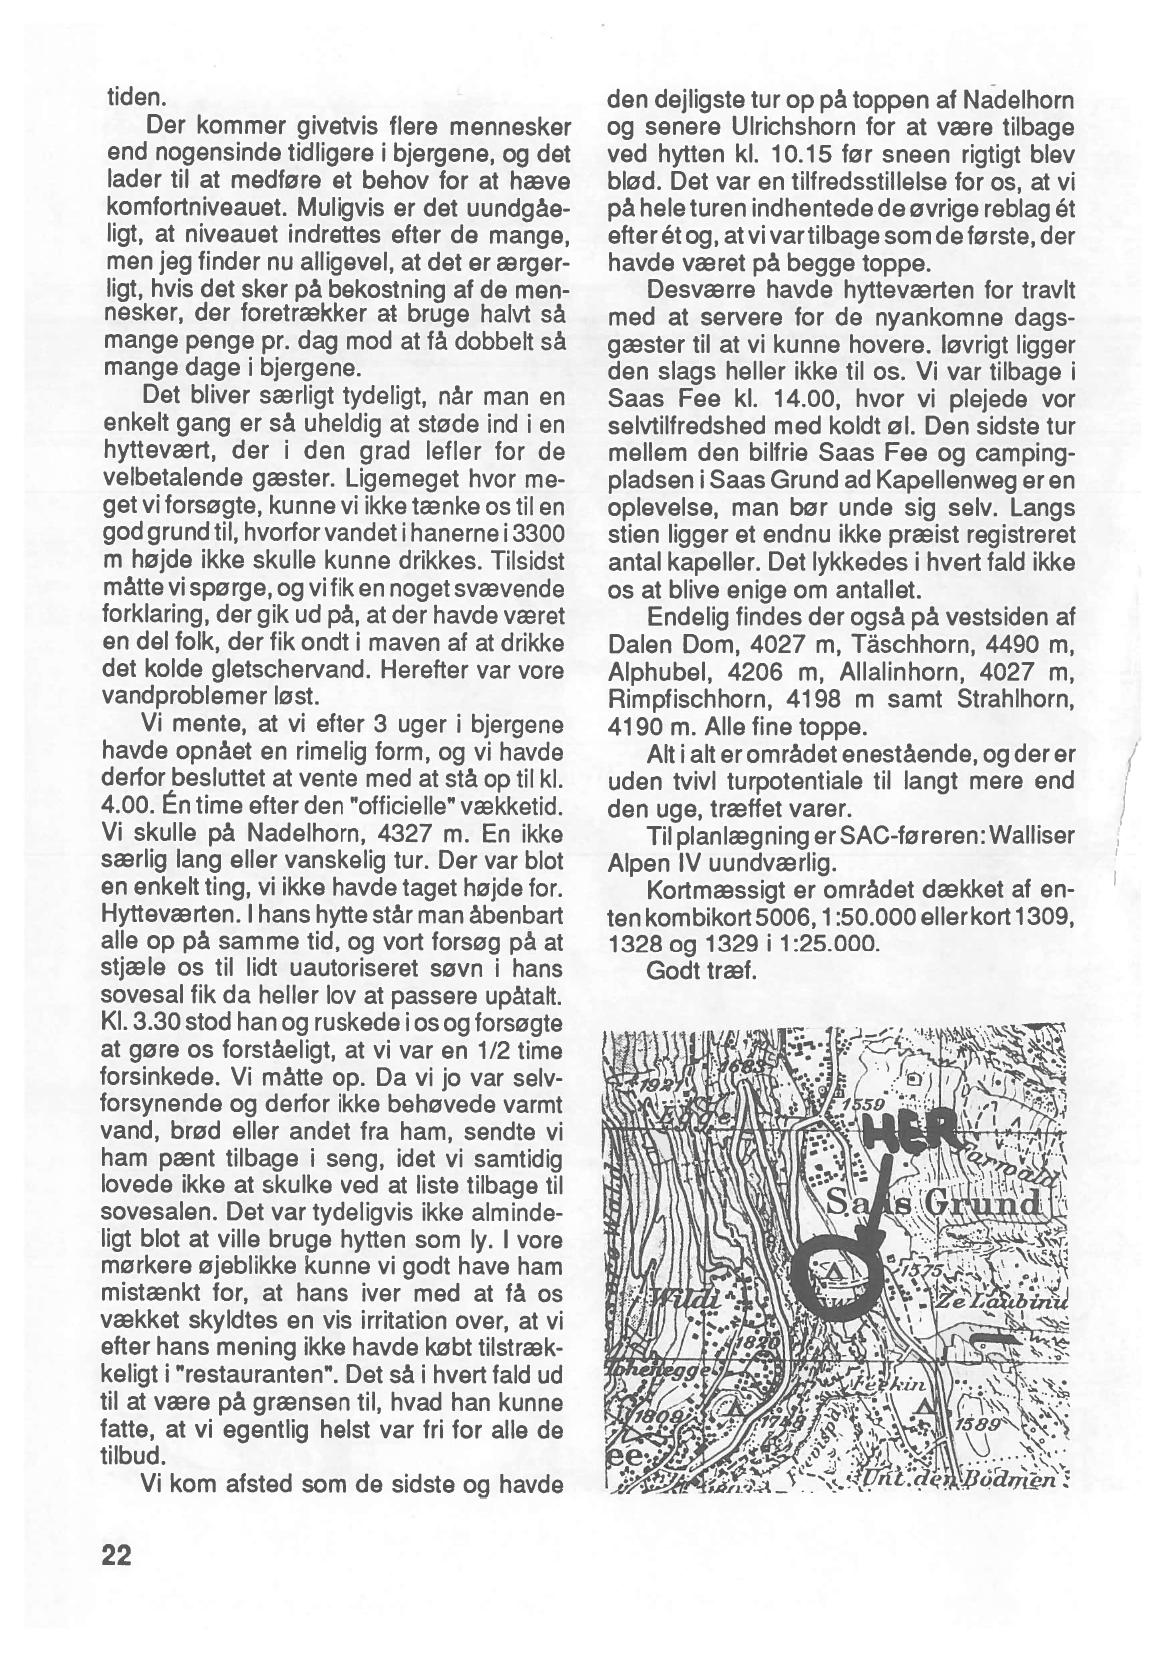 tiden.
Der kommer givetvis flere mennesker
end nogensinde tidligere i bjergene, og det
lader til at medføre et behov for at hæve
komfortniveauet. Muligvis er det uundgåe-
ligt, at niveauet indrettes efter de mange,
men jeg finder nu alligevel, at det er ærger-
ligt, hvis det sker på bekostning af de men-
nesker, der foretrækker at bruge halvt så
mange penge pr. dag mod at få dobbelt så
mange dage i bjergene.
Det bliver særligt tydeligt, når man en
enkelt gang er så uheldig at støde ind i en
hyttevært, der i den grad lefler for de
velbetalende gæster. Ligemeget hvor me-
get vi forsøgte, kunne vi ikke tænke os til en
god grund til, hvorfor vandet i hanerne i 3300
m højde ikke skulle kunne drikkes. Tilsidst
måtte vi spørge, og vi fik en noget svævende
forklaring, der gik ud på, at der havde været
en del folk, der fik ondt i maven af at drikke
det kolde gletschervand. Herefter var vore
vandproblemer løst.
Vi mente, at vi efter 3 uger i bjergene
havde opnået en rimelig form, og vi havde
derfor besluttet at vente med at stå op til kl.
4.00. Én time efter den "officielle" vækketid.
Vi skulle på Nadelhorn, 4327 m. En ikke
særlig lang eller vanskelig tur. Der var blot
en enkelt ting, vi ikke havde taget højde for.
Hytteværten. I hans hytte står man åbenbart
alle op på samme tid, og vort forsøg på at
stjæle os til lidt uautoriseret søvn i hans
sovesal fik da heller lov at passere upåtalt.
Kl. 3.30 stod han og ruskede i os og forsøgte
at gøre os forståeligt, at vi var en 1/2 time
forsinkede. Vi måtte op. Da vi jo var selv-
forsynende og derfor ikke behøvede varmt
vand, brød eller andet fra ham, sendte vi
ham pænt tilbage i seng, idet vi samtidig
lovede ikke at skulke ved at liste tilbage til
sovesalen. Det var tydeligvis ikke alminde-
ligt blot at ville bruge hytten som ly. I vore
mørkere øjeblikke kunne vi godt have ham
mistænkt for, at hans iver med at få os
vækket skyldtes en vis irritation over, at vi
efter hans mening ikke havde købt tilstræk-
keligt i "restauranten". Det så i hvert fald ud
til at være på grænsen til, hvad han kunne
fatte, at vi egentlig helst var fri for alle de
tilbud.
Vi kom afsted som de sidste og havde
den dejligste tur op på toppen af Nadelhorn
og senere Ulrichshorn for at være tilbage
ved hytten kl. 10.15 før sneen rigtigt blev
blød. Det var en tilfredsstillelse for os, at vi
på hele turen indhentede de øvrige reblag ét
efter ét og, at vi var tilbage som de første, der
havde været på begge toppe.
Desværre havde hytteværten for travlt
med at servere for de nyankomne dags-
gæster til at vi kunne hovere. Iøvrigt ligger
den slags heller ikke til os. Vi var tilbage i
Saas Fee kl. 14.00, hvor vi plejede vor
selvtilfredshed med koldt øl. Den sidste tur
mellem den bilfrie Saas Fee og camping-
pladsen i Saas Grund ad Kapellenweg er en
oplevelse, man bør unde sig selv. Langs
stien ligger et endnu ikke præist registreret
antal kapeller. Det lykkedes i hvert fald ikke
os at blive enige om antallet.
Endelig findes der også på vestsiden af
Dalen Dom, 4027 m, Täschhorn, 4490 m,
Alphubel, 4206 m, Allalinhorn, 4027 m,
Rimpfischhorn, 4198 m samt Strahlhorn,
4190 m. Alle fine toppe.
Alt i alt er området enestående, og der er
uden tvivl turpotentiale til langt mere end
den uge, træffet varer.
Til planlægning er SAC-føreren: Walliser
Alpen IV uundværlig.
Kortmæssigt er området dækket af en-
ten kombikort 5006, 1:50.000 eller kort 1309,
1328 og 1329 i 1:25.000.
Godt træf.
1683
1921
Egge
1559
HER
Saas Grund
1575
Wildi
1820
1809
1748
1589
ee
Unt. den Bodmen
22